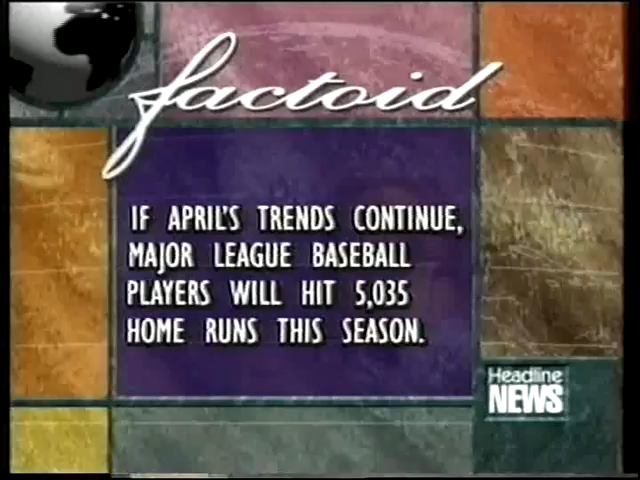 factoid
IF APRIL'S TRENDS CONTINUE,
MAJOR LEAGUE BASEBALL
PLAYERS WILL HIT 5,035
HOME RUNS THIS SEASON.
Headline
NEWS